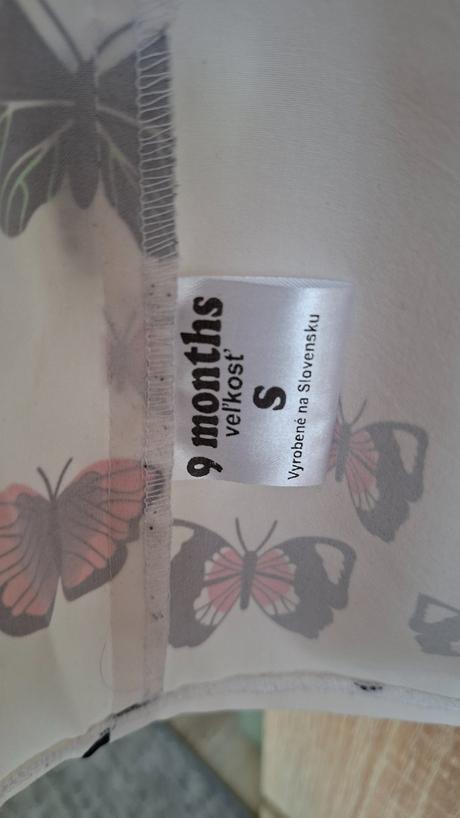 9 months
veľkosť
S
Vyrobené na Slovensku